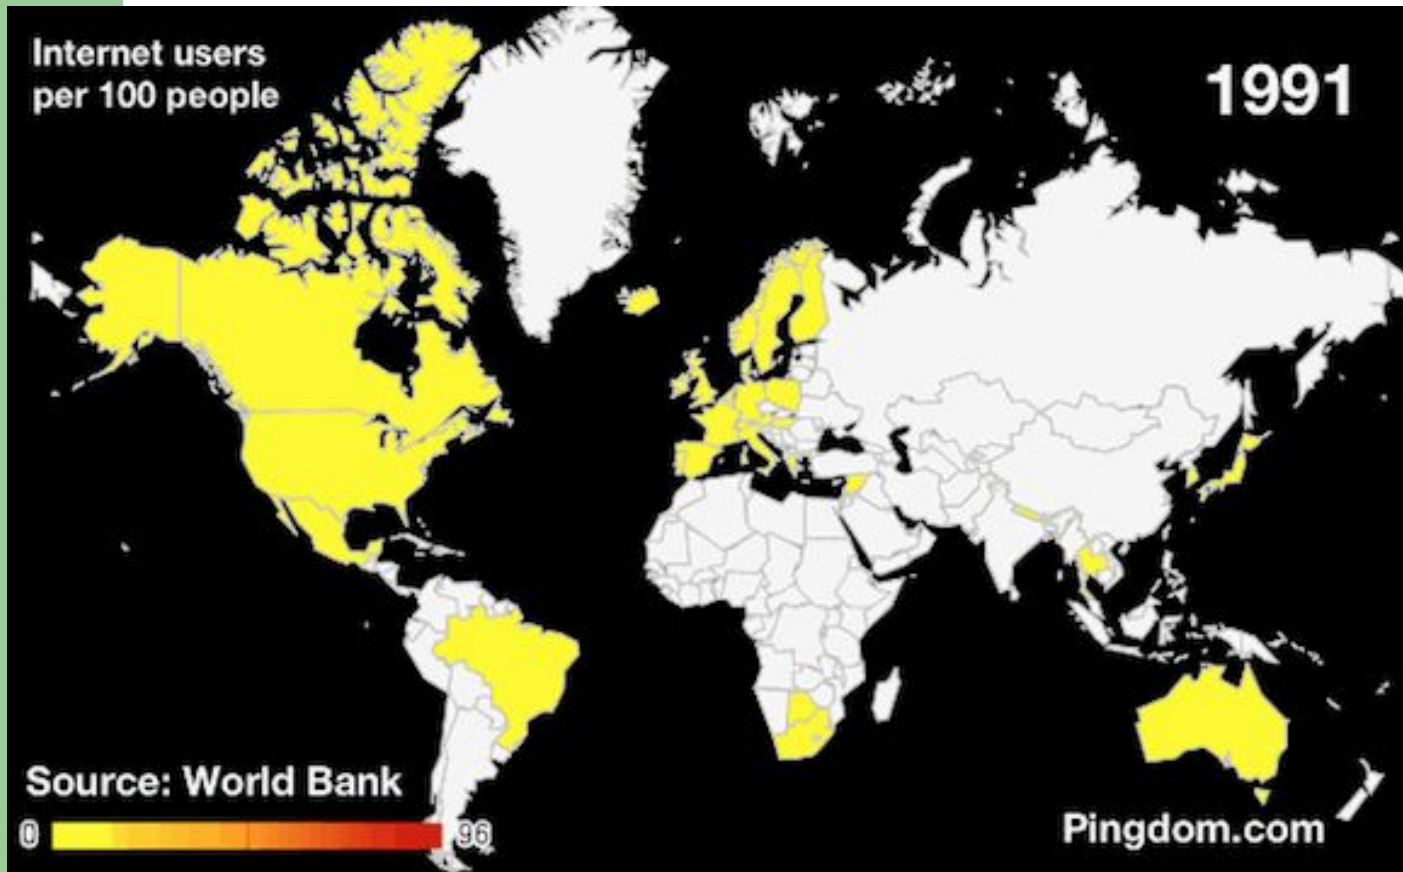 Internet users
per 100 people
1991
Source: World Bank
0
96
Pingdom.com